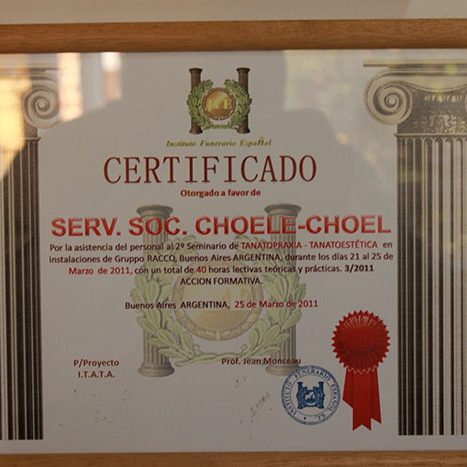 Instituto Funerario EspaÑol
CERTIFICADO
Otorgado a favor de
SERV. SOC. CHOELE-CHOEL
Por la asistencia del personal al 2º Seminario de TANATOPRAXIA - TANATOESTÉTICA en
instalaciones de Gruppo RACCO, Buenos Aires ARGENTINA, durante los días 21 al 25 de
Marzo de 2011, con un total de 40 horas lectivas teóricas y prácticas. 3/2011
ACCION FORMATIVA.
Buenos Aires ARGENTINA, 25 de Marzo de 2011
P/Proyecto
I.T.A.T.A.
Prof. Jean Monceau
INSTITUTO FUNERARIO